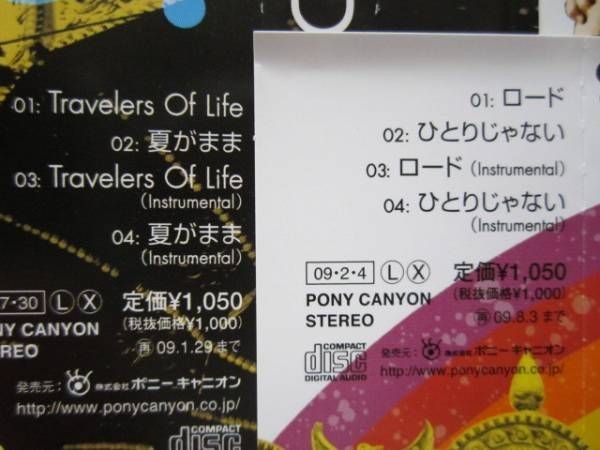 01: Travelers Of Life
02: 夏がまま
03: Travelers Of Life
(Instrumental)
04: 夏がまま
(Instrumental)
7・30 Ⓛ Ⓧ 定価¥1,050
(税抜価格¥1,000)
CANYON
REO
㋐ 09.1.29まで
発売元: 株式会社 ポニーキャニオン
http://www.ponycanyon.co.jp/
disc
01: ロード
02: ひとりじゃない
03: ロード (Instrumental)
04: ひとりじゃない
(Instrumental)
09・2・4 Ⓛ Ⓧ 定価¥1,050
(税抜価格¥1,000)
PONY CANYON
STEREO
再 09.8.3まで
COMPACT
disc
DIGITAL AUDIO
発売元: 株式会社 ポニーキャニオン
http://www.ponycanyon.co.jp/